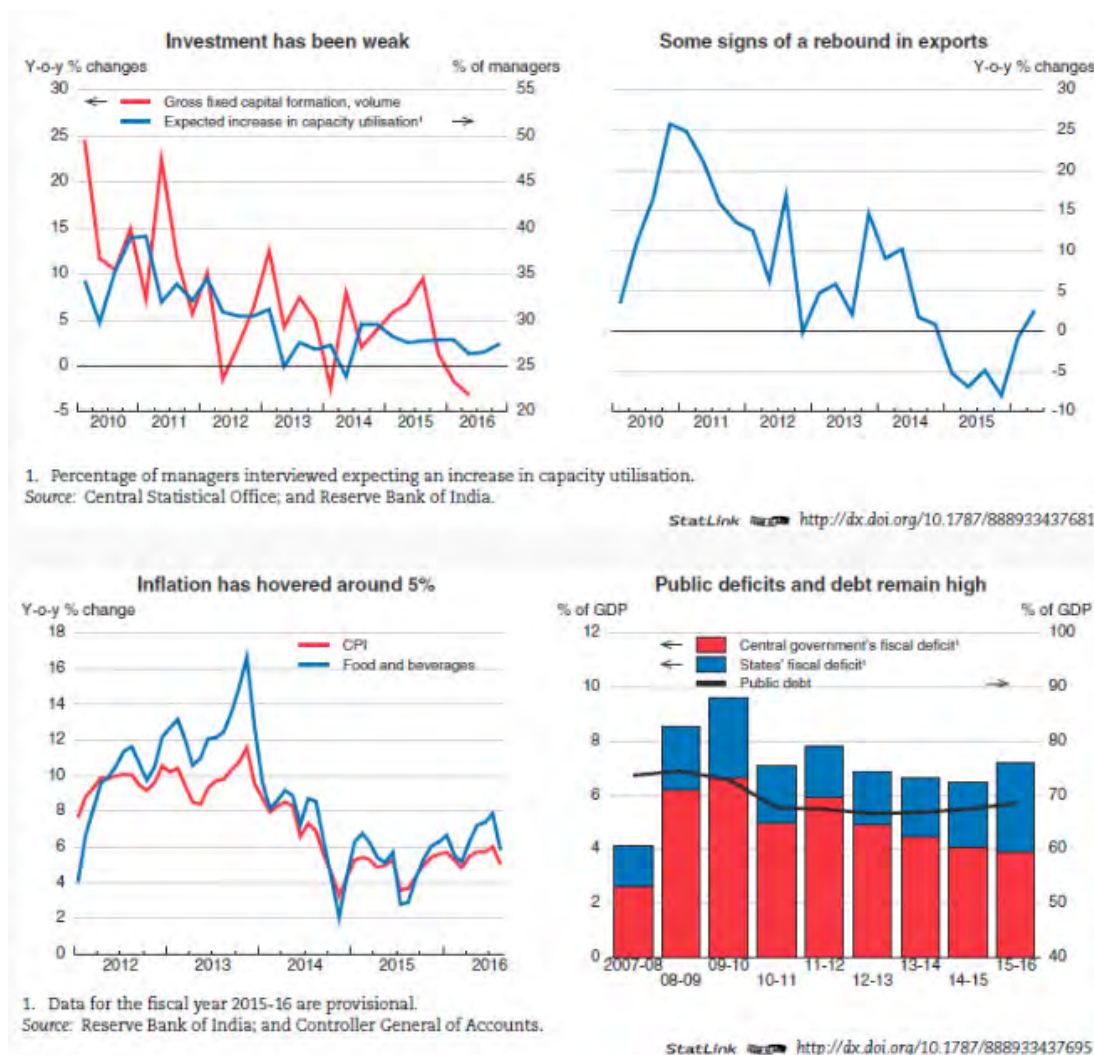 Investment has been weak
Y-o-y % changes
% of managers
30
55
Gross fixed capital formation, volume
Expected increase in capacity utilisation¹
25
50
20
45
15
40
10
35
5
30
0
25
-5
20
2010 2011 2012 2013 2014 2015 2016
Some signs of a rebound in exports
Y-o-y % changes
30
25
20
15
10
5
0
-5
-10
2010 2011 2012 2013 2014 2015
1. Percentage of managers interviewed expecting an increase in capacity utilisation.
Source: Central Statistical Office; and Reserve Bank of India.
StatLink http://dx.doi.org/10.1787/888933437681
Inflation has hovered around 5%
Y-o-y % change
18
CPI
Food and beverages
16
14
12
10
8
6
4
2
0
2012 2013 2014 2015 2016
Public deficits and debt remain high
% of GDP
% of GDP
12
100
Central government's fiscal deficit¹
States' fiscal deficit¹
Public debt
10
90
8
80
6
70
4
60
2
50
0
40
2007-08 09-10 11-12 13-14 15-16
08-09 10-11 12-13 14-15
1. Data for the fiscal year 2015-16 are provisional.
Source: Reserve Bank of India; and Controller General of Accounts.
StatLink http://dx.doi.org/10.1787/888933437695